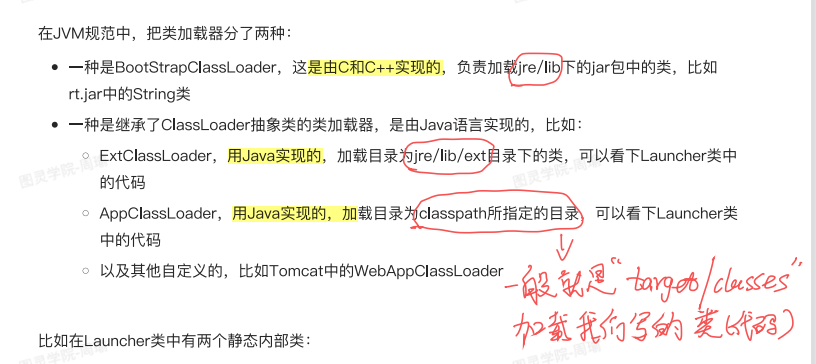 在JVM规范中，把类加载器分了两种：
一种是BootStrapClassLoader，这是由C和C++实现的，负责加载jre/lib下的jar包中的类，比如
rt.jar中的String类
一种是继承了ClassLoader抽象类的类加载器，是由Java语言实现的，比如：
ExtClassLoader，用Java实现的，加载目录为jre/lib/ext目录下的类，可以看下Launcher类中
的代码
AppClassLoader，用Java实现的，加载目录为classpath所指定的目录，可以看下Launcher类
中的代码
以及其他自定义的，比如Tomcat中的WebAppClassLoader
一般就是“target/classes”
加载我们写的类(代码)
比如在Launcher类中有两个静态内部类：